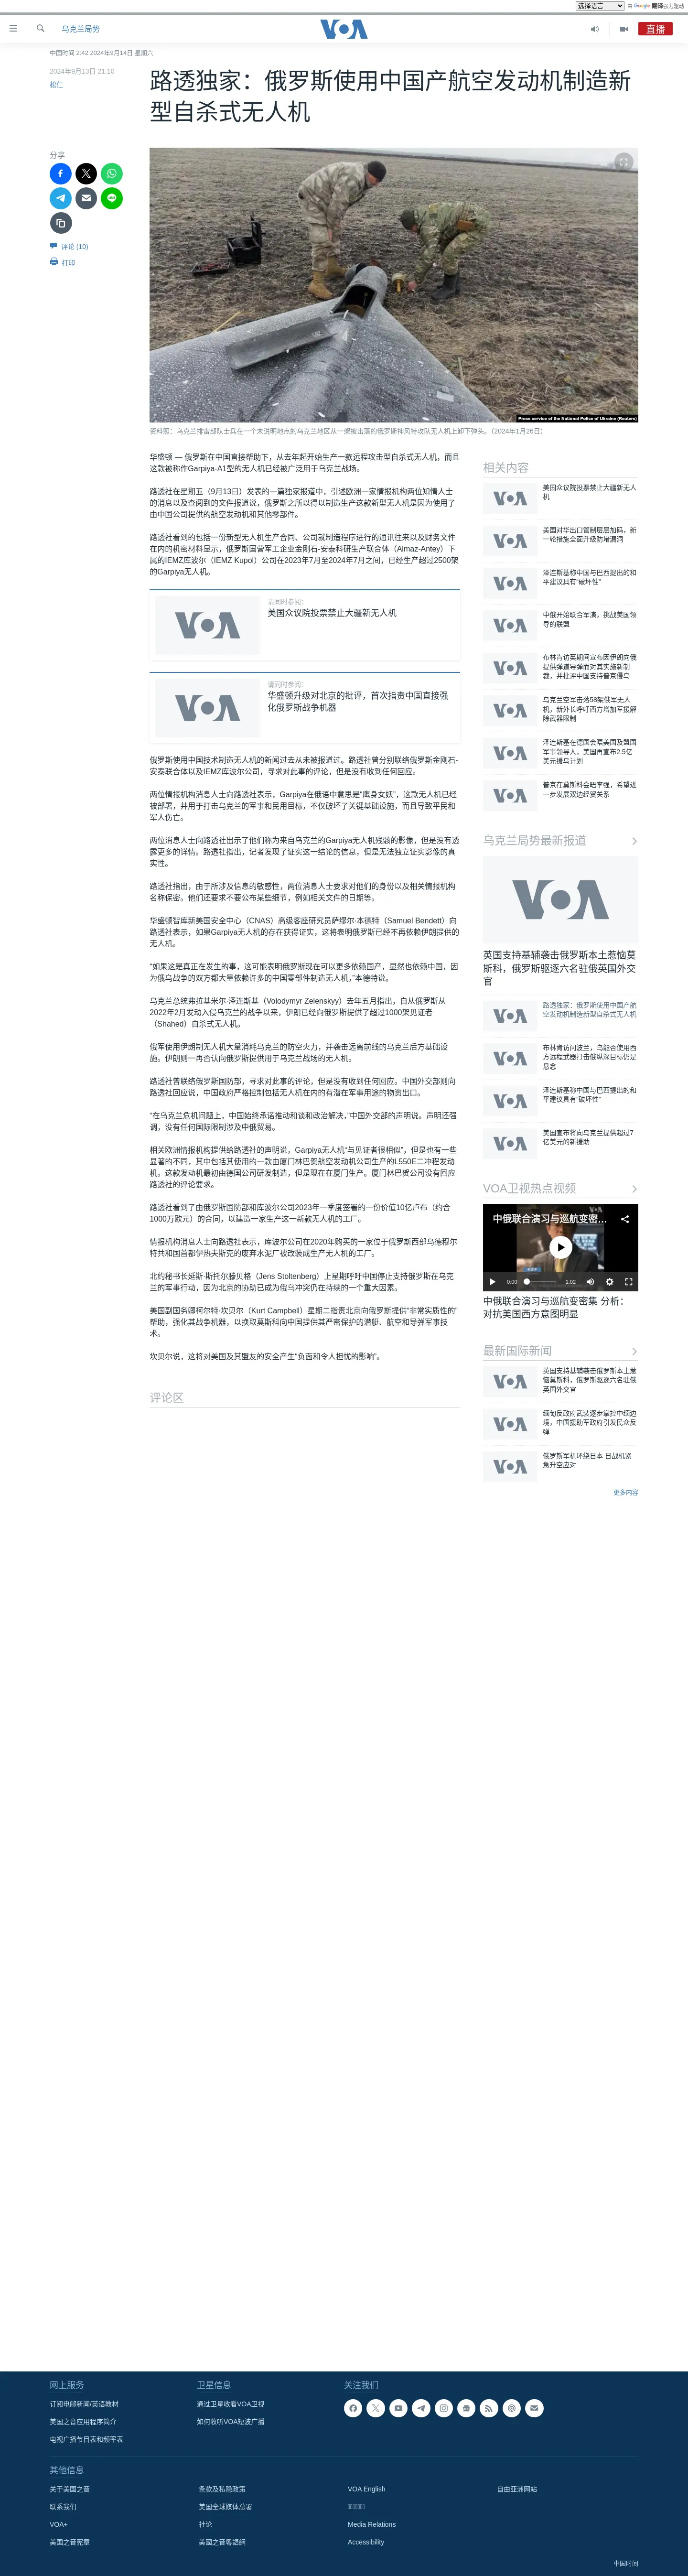 选择语言 由 Google 翻译强力驱动
乌克兰局势
VOA
直播
中国时间 2:42 2024年9月14日 星期六
2024年9月13日 21:10
松仁
路透独家：俄罗斯使用中国产航空发动机制造新
型自杀式无人机
分享
评论 (10)
打印
Press service of the National Police of Ukraine (Reuters)
资料照：乌克兰排雷部队士兵在一个未说明地点的乌克兰地区从一架被击落的俄罗斯神风特攻队无人机上卸下弹头。（2024年1月26日）
华盛顿 — 俄罗斯在中国直接帮助下，从去年起开始生产一款远程攻击型自杀式无人机，而且
这款被称作Garpiya-A1型的无人机已经被广泛用于乌克兰战场。
路透社在星期五（9月13日）发表的一篇独家报道中，引述欧洲一家情报机构两位知情人士
的消息以及查阅到的文件报道说，俄罗斯之所以得以制造生产这款新型无人机是因为使用了
由中国公司提供的航空发动机和其他零部件。
路透社看到的包括一份新型无人机生产合同、公司就制造程序进行的通讯往来以及财务文件
在内的机密材料显示，俄罗斯国营军工企业金刚石-安泰科研生产联合体（Almaz-Antey）下
属的IEMZ库波尔（IEMZ Kupol）公司在2023年7月至2024年7月之间，已经生产超过2500架
的Garpiya无人机。
请同时参阅：
美国众议院投票禁止大疆新无人机
VOA
请同时参阅：
华盛顿升级对北京的批评，首次指责中国直接强
化俄罗斯战争机器
VOA
俄罗斯使用中国技术制造无人机的新闻过去从未被报道过。路透社曾分别联络俄罗斯金刚石-
安泰联合体以及IEMZ库波尔公司，寻求对此事的评论，但是没有收到任何回应。
两位情报机构消息人士向路透社表示，Garpiya在俄语中意思是“鹰身女妖”，这款无人机已经
被部署，并用于打击乌克兰的军事和民用目标，不仅破坏了关键基础设施，而且导致平民和
军人伤亡。
两位消息人士向路透社出示了他们称为来自乌克兰的Garpiya无人机残骸的影像，但是没有透
露更多的详情。路透社指出，记者发现了证实这一结论的信息，但是无法独立证实影像的真
实性。
路透社指出，由于所涉及信息的敏感性，两位消息人士要求对他们的身份以及相关情报机构
名称保密。他们还要求不要公布某些细节，例如相关文件的日期等。
华盛顿智库新美国安全中心（CNAS）高级客座研究员萨缪尔·本德特（Samuel Bendett）向
路透社表示，如果Garpiya无人机的存在获得证实，这将表明俄罗斯已经不再依赖伊朗提供的
无人机。
“如果这是真正在发生的事，这可能表明俄罗斯现在可以更多依赖国产，显然也依赖中国，因
为俄乌战争的双方都大量依赖许多的中国零部件制造无人机，”本德特说。
乌克兰总统弗拉基米尔·泽连斯基（Volodymyr Zelenskyy）去年五月指出，自从俄罗斯从
2022年2月发动入侵乌克兰的战争以来，伊朗已经向俄罗斯提供了超过1000架见证者
（Shahed）自杀式无人机。
俄军使用伊朗制无人机大量消耗乌克兰的防空火力，并袭击远离前线的乌克兰后方基础设
施。伊朗则一再否认向俄罗斯提供用于乌克兰战场的无人机。
路透社曾联络俄罗斯国防部，寻求对此事的评论，但是没有收到任何回应。中国外交部则向
路透社回应说，中国政府严格控制包括无人机在内的有潜在军事用途的物资出口。
“在乌克兰危机问题上，中国始终承诺推动和谈和政治解决，”中国外交部的声明说。声明还强
调，没有任何国际限制涉及中俄贸易。
相关欧洲情报机构提供给路透社的声明说，Garpiya无人机“与见证者很相似”，但是也有一些
显著的不同，其中包括其使用的一款由厦门林巴贺航空发动机公司生产的L550E二冲程发动
机。这款发动机最初由德国公司研发制造，但是现在在厦门生产。厦门林巴贺公司没有回应
路透社的评论要求。
路透社看到了由俄罗斯国防部和库波尔公司2023年一季度签署的一份价值10亿卢布（约合
1000万欧元）的合同，以建造一家生产这一新款无人机的工厂。
情报机构消息人士向路透社表示，库波尔公司在2020年购买的一家位于俄罗斯西部乌德穆尔
特共和国首都伊热夫斯克的废弃水泥厂被改装成生产无人机的工厂。
北约秘书长延斯·斯托尔滕贝格（Jens Stoltenberg）上星期呼吁中国停止支持俄罗斯在乌克
兰的军事行动，因为北京的协助已成为俄乌冲突仍在持续的一个重大因素。
美国副国务卿柯尔特·坎贝尔（Kurt Campbell）星期二指责北京向俄罗斯提供“非常实质性的”
帮助，强化其战争机器，以换取莫斯科向中国提供其严密保护的潜艇、航空和导弹军事技
术。
坎贝尔说，这将对美国及其盟友的安全产生“负面和令人担忧的影响”。
评论区
相关内容
美国众议院投票禁止大疆新无人
机
美国对华出口管制层层加码，新
一轮措施全面升级防堵漏洞
泽连斯基称中国与巴西提出的和
平建议具有“破坏性”
中俄开始联合军演，挑战美国领
导的联盟
布林肯访英期间宣布因伊朗向俄
提供弹道导弹而对其实施新制
裁，并批评中国支持普京侵乌
乌克兰空军击落58架俄军无人
机，新外长呼吁西方增加军援解
除武器限制
泽连斯基在德国会晤美国及盟国
军事领导人，美国再宣布2.5亿
美元援乌计划
普京在莫斯科会晤李强，希望进
一步发展双边经贸关系
乌克兰局势最新报道
VOA
英国支持基辅袭击俄罗斯本土惹恼莫
斯科，俄罗斯驱逐六名驻俄英国外交
官
路透独家：俄罗斯使用中国产航
空发动机制造新型自杀式无人机
布林肯访问波兰，乌能否使用西
方远程武器打击俄纵深目标仍是
悬念
泽连斯基称中国与巴西提出的和
平建议具有“破坏性”
美国宣布将向乌克兰提供超过7
亿美元的新援助
VOA卫视热点视频
中俄联合演习与巡航变密…
0:00 1:02
中俄联合演习与巡航变密集 分析：
对抗美国西方意图明显
最新国际新闻
英国支持基辅袭击俄罗斯本土惹
恼莫斯科，俄罗斯驱逐六名驻俄
英国外交官
缅甸反政府武装逐步掌控中缅边
境，中国援助军政府引发民众反
弹
俄罗斯军机环绕日本 日战机紧
急升空应对
更多内容
网上服务 卫星信息 关注我们
订阅电邮新闻/英语教材 通过卫星收看VOA卫视
美国之音应用程序简介 如何收听VOA短波广播
电视广播节目表和频率表
其他信息
关于美国之音 条款及私隐政策 VOA English 自由亚洲网站
联系我们 美国全球媒体总署
VOA+ 社论 Media Relations
美国之音宪章 美國之音粵語網 Accessibility
中国时间